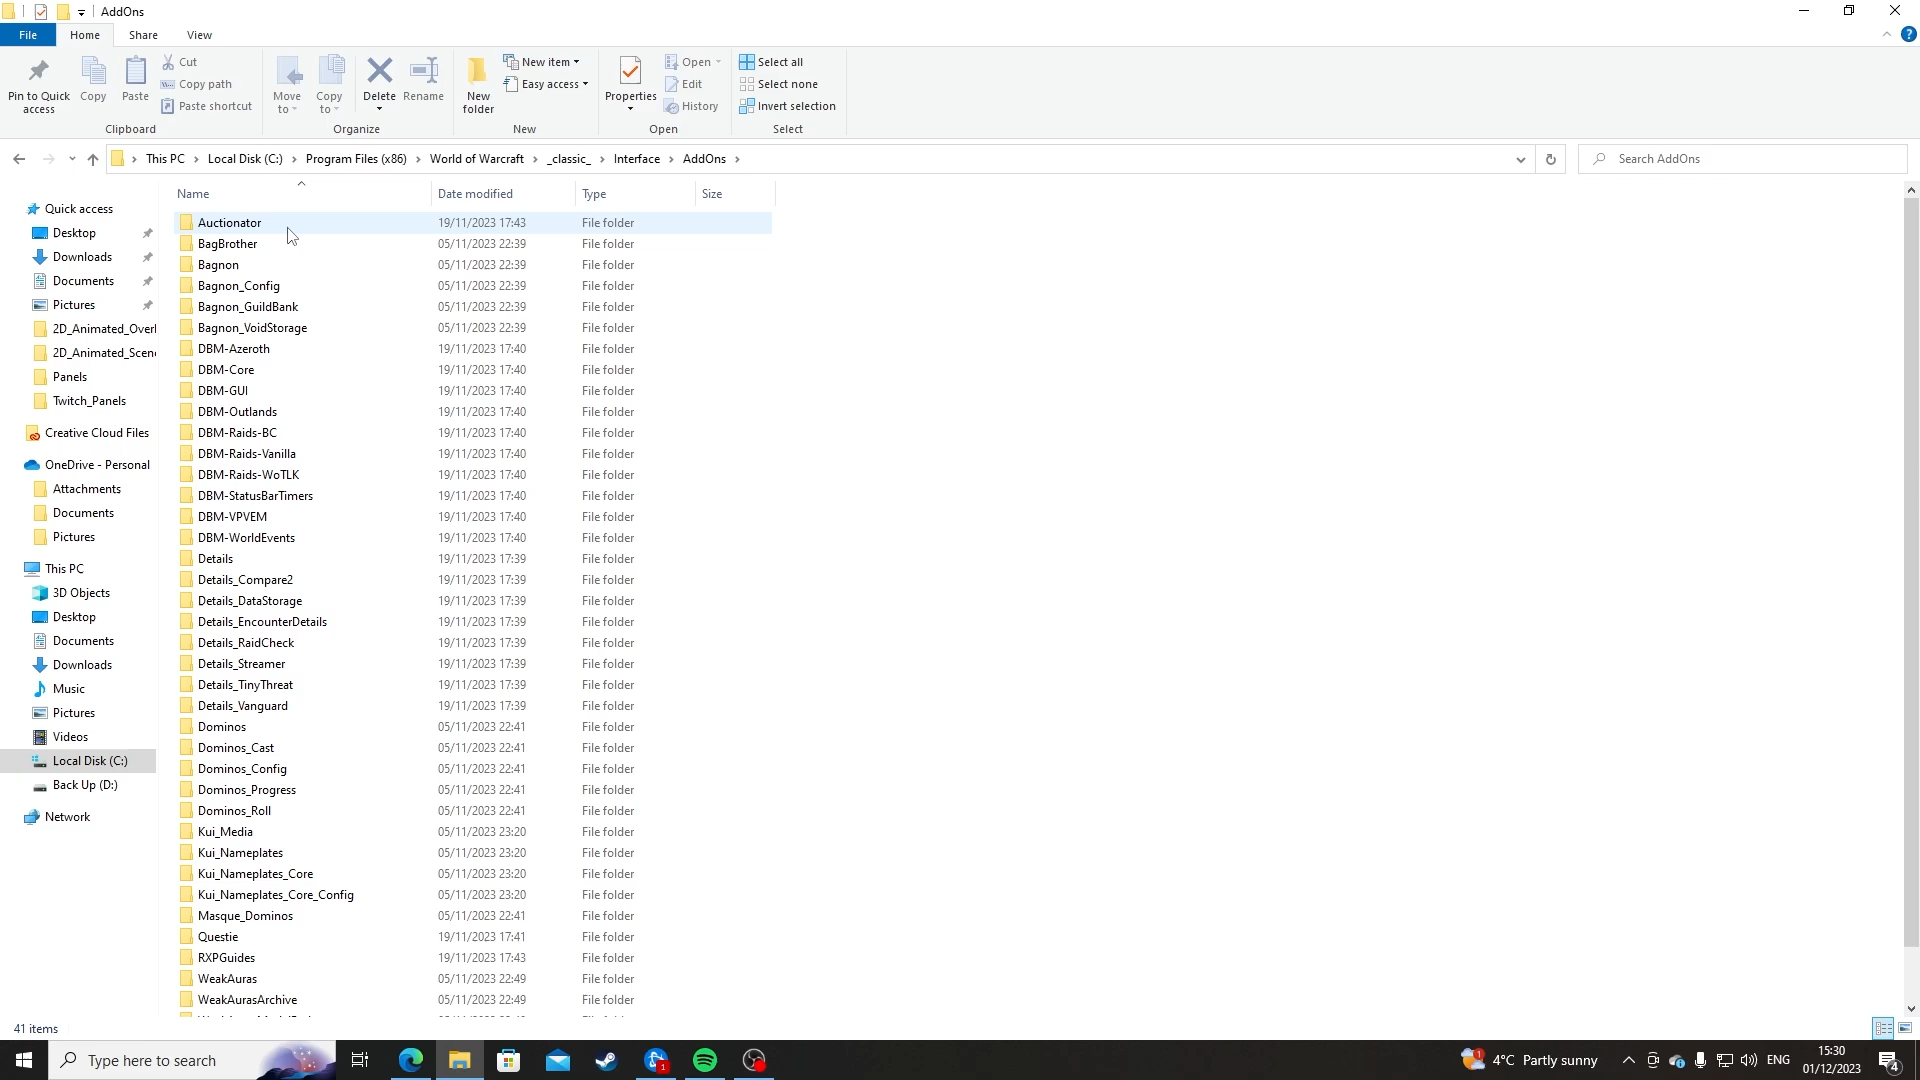 AddOns
File Home Share View
Pin to Quick access
Copy
Paste
Cut
Copy path
Paste shortcut
Clipboard
Move to
Copy to
Delete
Rename
Organize
New folder
New item
Easy access
New
Properties
Open
Edit
History
Open
Select all
Select none
Invert selection
Select
This PC › Local Disk (C:) › Program Files (x86) › World of Warcraft › _classic_ › Interface › AddOns ›
Search AddOns
Quick access
Desktop
Downloads
Documents
Pictures
2D_Animated_Overl
2D_Animated_Scene
Panels
Twitch_Panels
Creative Cloud Files
OneDrive - Personal
Attachments
Documents
Pictures
This PC
3D Objects
Desktop
Documents
Downloads
Music
Pictures
Videos
Local Disk (C:)
Back Up (D:)
Network
Name Date modified Type Size
Auctionator 19/11/2023 17:43 File folder
BagBrother 05/11/2023 22:39 File folder
Bagnon 05/11/2023 22:39 File folder
Bagnon_Config 05/11/2023 22:39 File folder
Bagnon_GuildBank 05/11/2023 22:39 File folder
Bagnon_VoidStorage 05/11/2023 22:39 File folder
DBM-Azeroth 19/11/2023 17:40 File folder
DBM-Core 19/11/2023 17:40 File folder
DBM-GUI 19/11/2023 17:40 File folder
DBM-Outlands 19/11/2023 17:40 File folder
DBM-Raids-BC 19/11/2023 17:40 File folder
DBM-Raids-Vanilla 19/11/2023 17:40 File folder
DBM-Raids-WoTLK 19/11/2023 17:40 File folder
DBM-StatusBarTimers 19/11/2023 17:40 File folder
DBM-VPVEM 19/11/2023 17:40 File folder
DBM-WorldEvents 19/11/2023 17:40 File folder
Details 19/11/2023 17:39 File folder
Details_Compare2 19/11/2023 17:39 File folder
Details_DataStorage 19/11/2023 17:39 File folder
Details_EncounterDetails 19/11/2023 17:39 File folder
Details_RaidCheck 19/11/2023 17:39 File folder
Details_Streamer 19/11/2023 17:39 File folder
Details_TinyThreat 19/11/2023 17:39 File folder
Details_Vanguard 19/11/2023 17:39 File folder
Dominos 05/11/2023 22:41 File folder
Dominos_Cast 05/11/2023 22:41 File folder
Dominos_Config 05/11/2023 22:41 File folder
Dominos_Progress 05/11/2023 22:41 File folder
Dominos_Roll 05/11/2023 22:41 File folder
Kui_Media 05/11/2023 23:20 File folder
Kui_Nameplates 05/11/2023 23:20 File folder
Kui_Nameplates_Core 05/11/2023 23:20 File folder
Kui_Nameplates_Core_Config 05/11/2023 23:20 File folder
Masque_Dominos 05/11/2023 22:41 File folder
Questie 19/11/2023 17:41 File folder
RXPGuides 19/11/2023 17:43 File folder
WeakAuras 05/11/2023 22:49 File folder
WeakAurasArchive 05/11/2023 22:49 File folder
41 items
Type here to search
1
1
4°C Partly sunny
ENG
15:30
01/12/2023
4